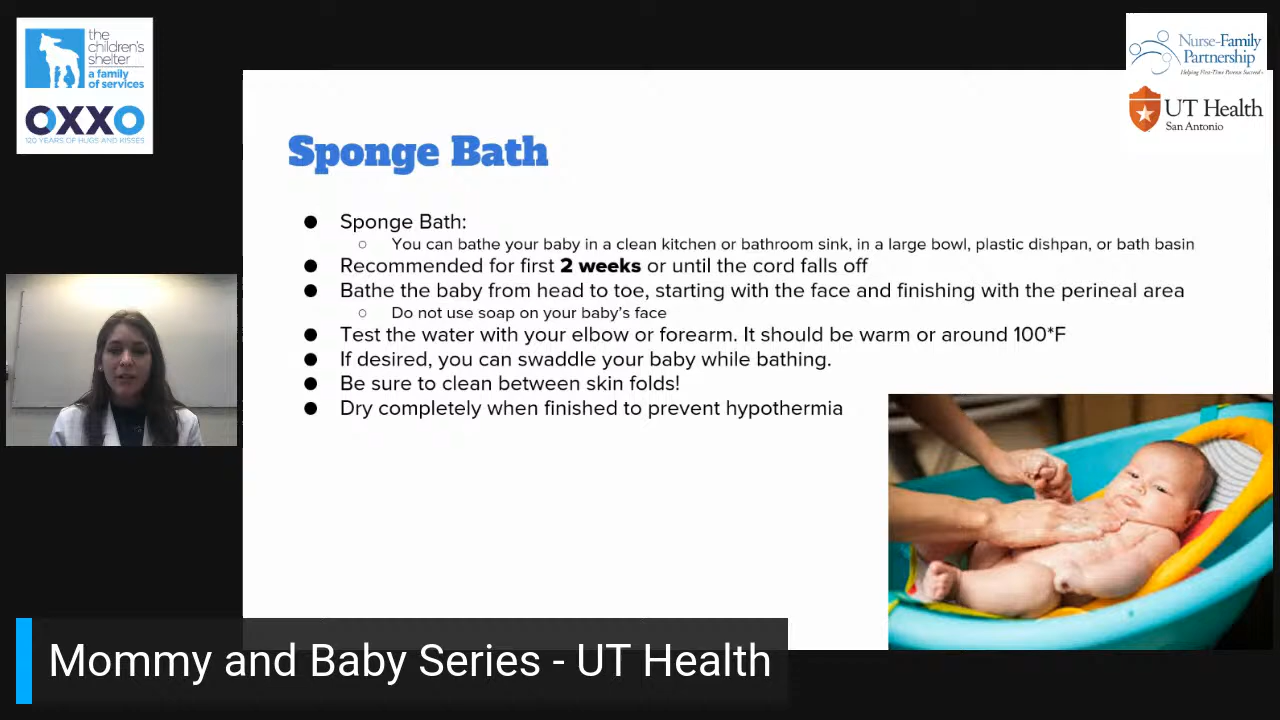 the
children's
shelter
a family
of services
OXXO
120 YEARS OF HUGS AND KISSES
Nurse-Family
Partnership
Helping First-Time Parents Succeed
UT Health
San Antonio
Sponge Bath
● Sponge Bath:
○ You can bathe your baby in a clean kitchen or bathroom sink, in a large bowl, plastic dishpan, or bath basin
● Recommended for first 2 weeks or until the cord falls off
● Bathe the baby from head to toe, starting with the face and finishing with the perineal area
○ Do not use soap on your baby's face
● Test the water with your elbow or forearm. It should be warm or around 100*F
● If desired, you can swaddle your baby while bathing.
● Be sure to clean between skin folds!
● Dry completely when finished to prevent hypothermia
Mommy and Baby Series - UT Health